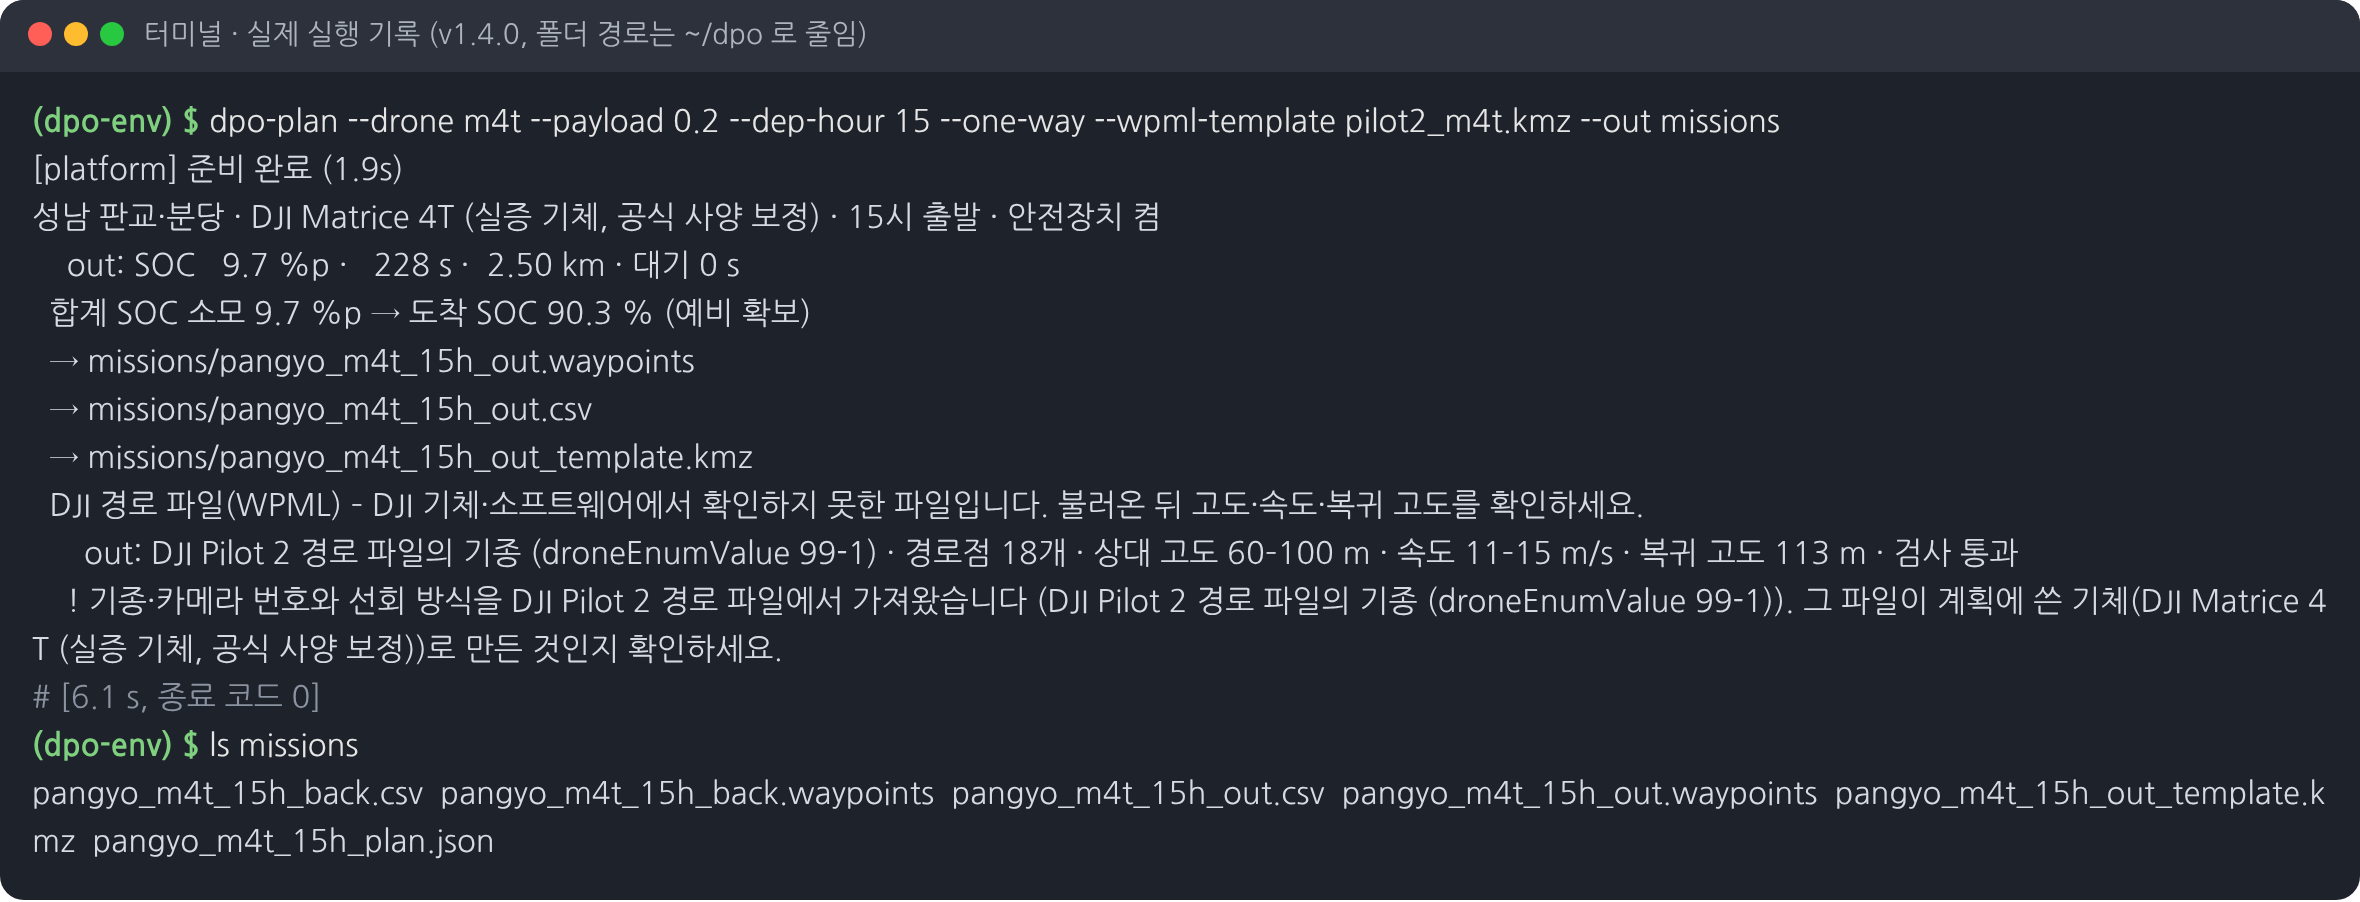 터미널 · 실제 실행 기록 (v1.4.0, 폴더 경로는 ~/dpo 로 줄임)
(dpo-env) $ dpo-plan --drone m4t --payload 0.2 --dep-hour 15 --one-way --wpml-template pilot2_m4t.kmz --out missions
[platform] 준비 완료 (1.9s)
성남 판교·분당 · DJI Matrice 4T (실증 기체, 공식 사양 보정) · 15시 출발 · 안전장치 켬
out: SOC 9.7 %p · 228 s · 2.50 km · 대기 0 s
합계 SOC 소모 9.7 %p → 도착 SOC 90.3 % (예비 확보)
→ missions/pangyo_m4t_15h_out.waypoints
→ missions/pangyo_m4t_15h_out.csv
→ missions/pangyo_m4t_15h_out_template.kmz
DJI 경로 파일(WPML) - DJI 기체·소프트웨어에서 확인하지 못한 파일입니다. 불러온 뒤 고도·속도·복귀 고도를 확인하세요.
out: DJI Pilot 2 경로 파일의 기종 (droneEnumValue 99-1) · 경로점 18개 · 상대 고도 60-100 m · 속도 11-15 m/s · 복귀 고도 113 m · 검사 통과
! 기종·카메라 번호와 선회 방식을 DJI Pilot 2 경로 파일에서 가져왔습니다 (DJI Pilot 2 경로 파일의 기종 (droneEnumValue 99-1)). 그 파일이 계획에 쓴 기체(DJI Matrice 4
T (실증 기체, 공식 사양 보정))로 만든 것인지 확인하세요.
# [6.1 s, 종료 코드 0]
(dpo-env) $ ls missions
pangyo_m4t_15h_back.csv pangyo_m4t_15h_back.waypoints pangyo_m4t_15h_out.csv pangyo_m4t_15h_out.waypoints pangyo_m4t_15h_out_template.k
mz pangyo_m4t_15h_plan.json